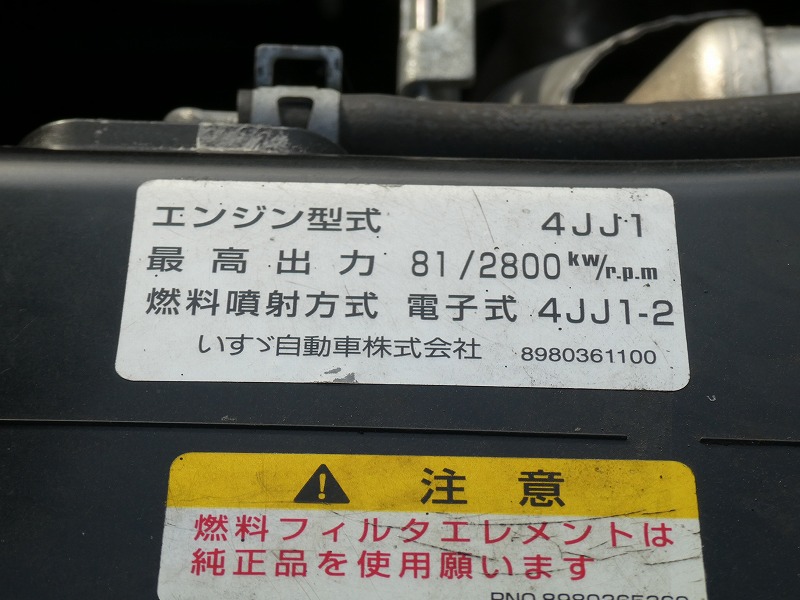 エンジン型式 4JJ1
最高出力 81/2800 kw/r.p.m
燃料噴射方式 電子式 4JJ1-2
いすゞ自動車株式会社 8980361100
注意
燃料フィルタエレメントは
純正品を使用願います